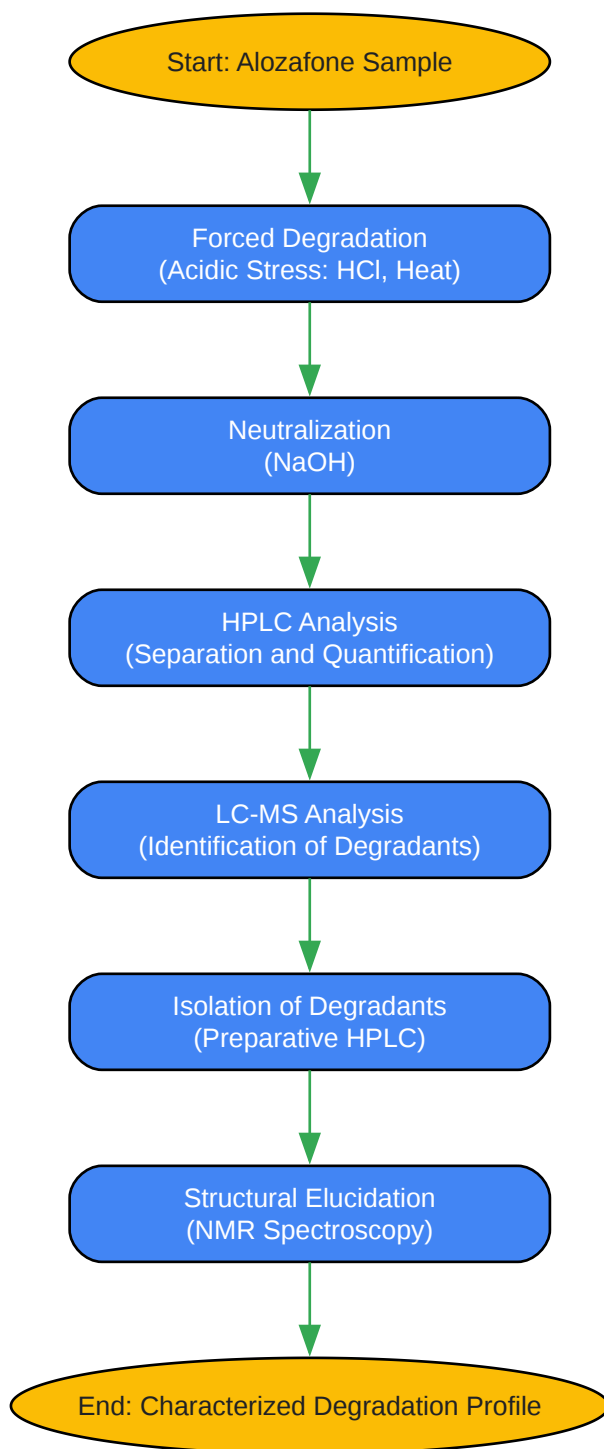 Start: Alozafone Sample
Forced Degradation
(Acidic Stress: HCl, Heat)
Neutralization
(NaOH)
HPLC Analysis
(Separation and Quantification)
LC-MS Analysis
(Identification of Degradants)
Isolation of Degradants
(Preparative HPLC)
Structural Elucidation
(NMR Spectroscopy)
End: Characterized Degradation Profile